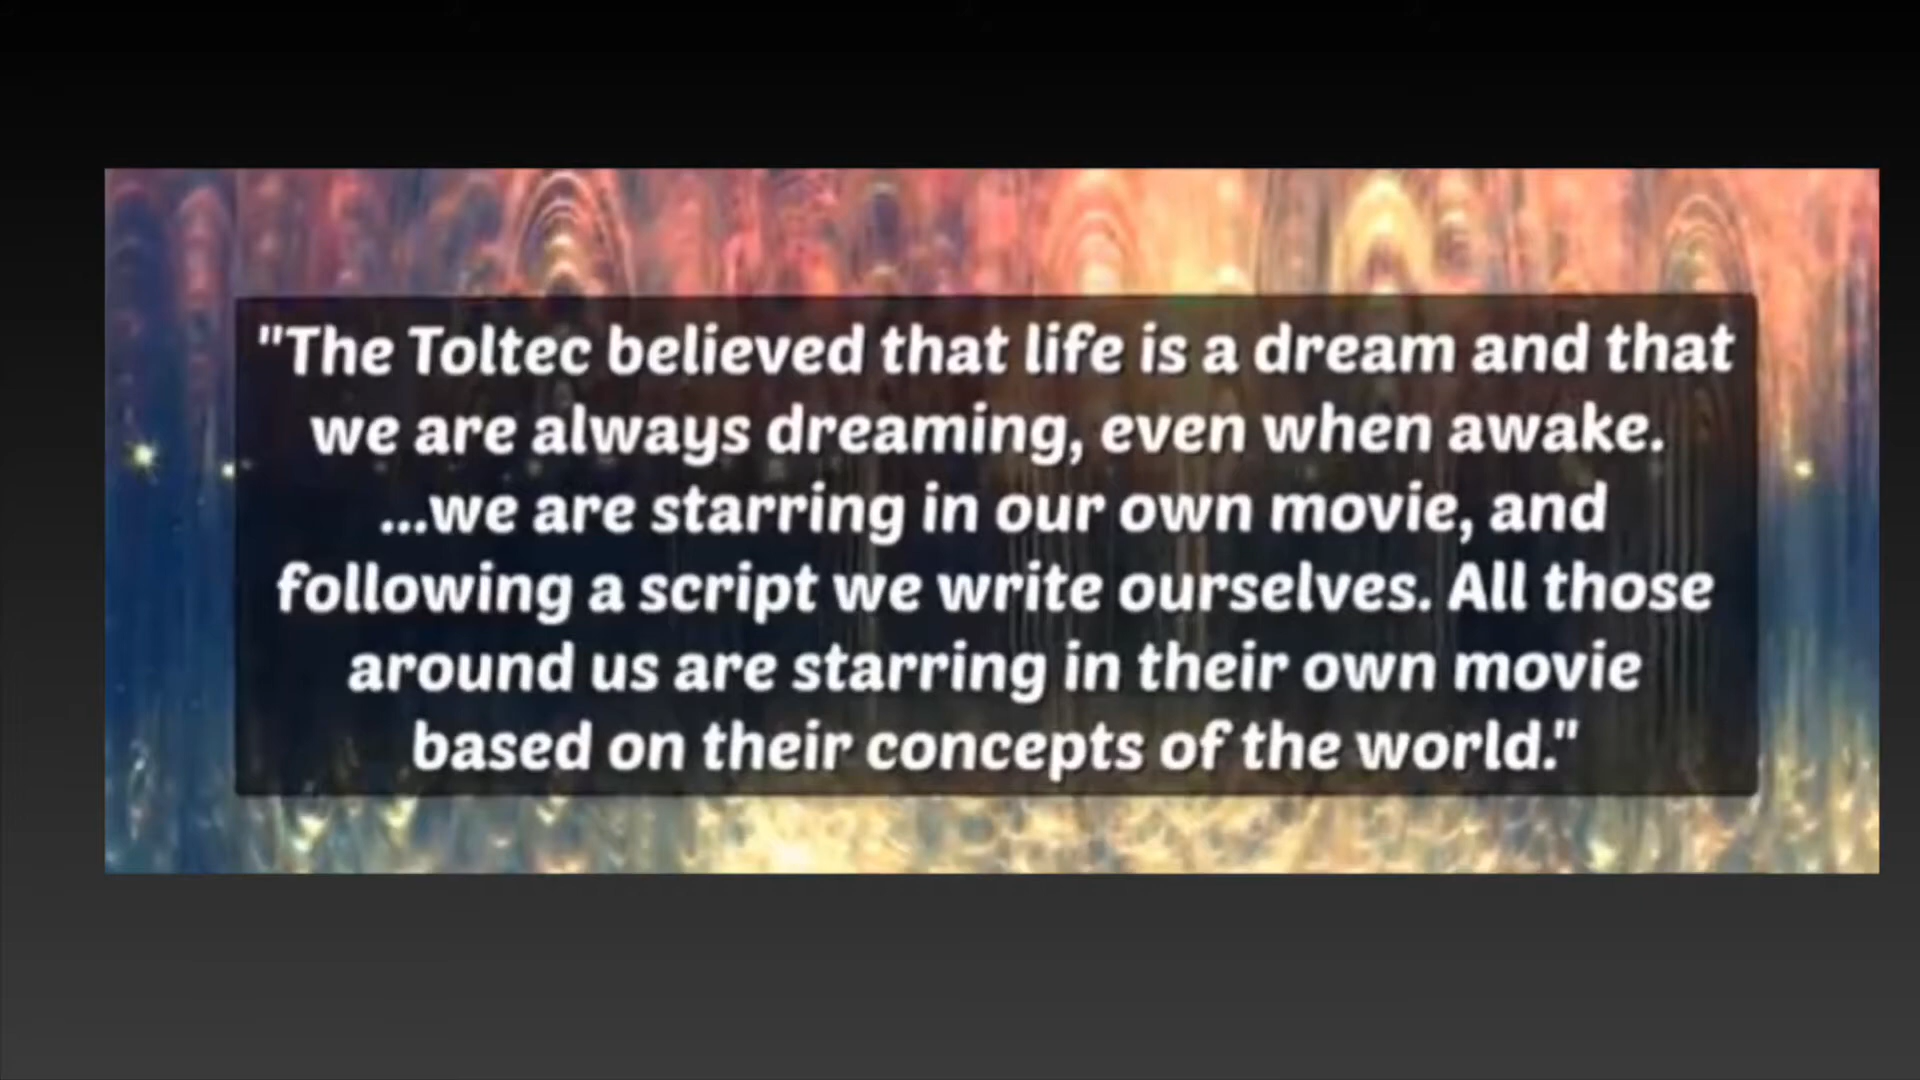 "The Toltec believed that life is a dream and that
we are always dreaming, even when awake.
...we are starring in our own movie, and
following a script we write ourselves. All those
around us are starring in their own movie
based on their concepts of the world."